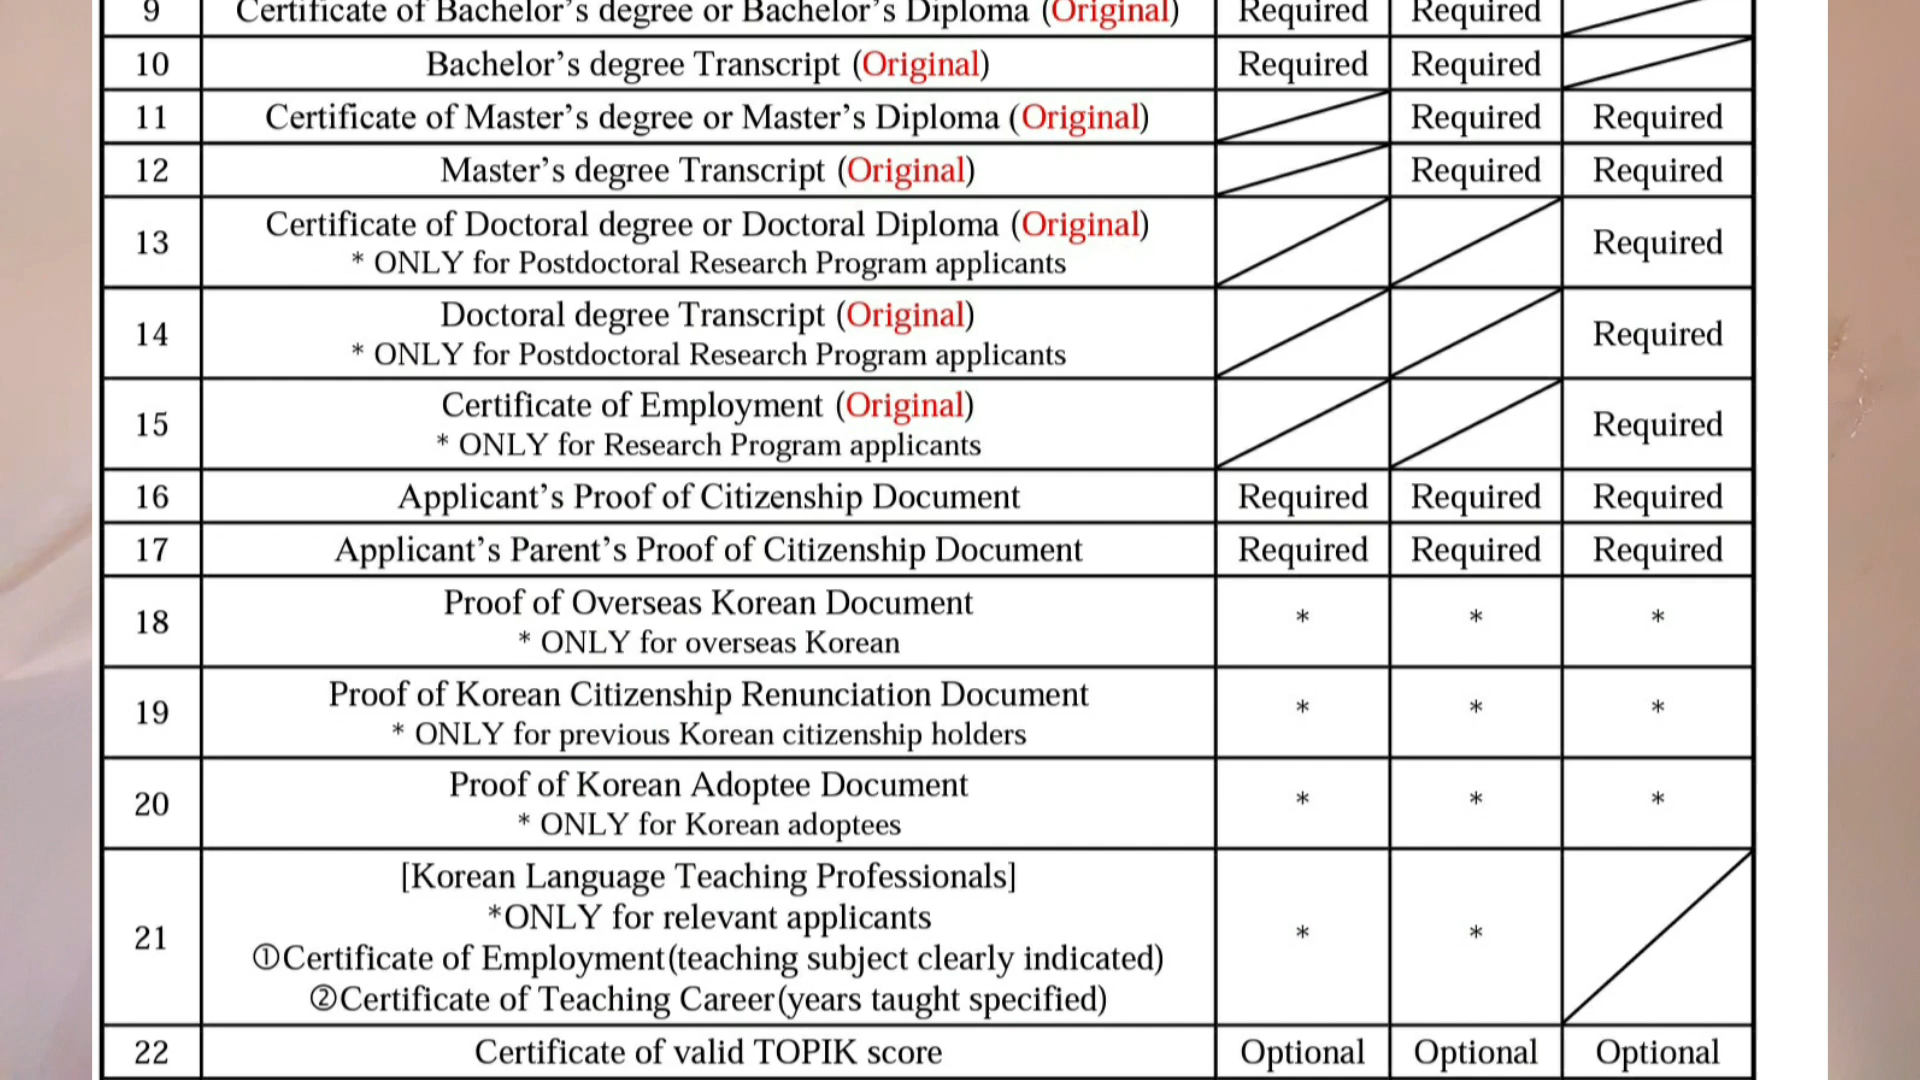 9 Certificate of Bachelor's degree or Bachelor's Diploma (Original) Required Required
10 Bachelor's degree Transcript (Original) Required Required
11 Certificate of Master's degree or Master's Diploma (Original) Required Required
12 Master's degree Transcript (Original) Required Required
13 Certificate of Doctoral degree or Doctoral Diploma (Original) Required
* ONLY for Postdoctoral Research Program applicants
14 Doctoral degree Transcript (Original) Required
* ONLY for Postdoctoral Research Program applicants
15 Certificate of Employment (Original) Required
* ONLY for Research Program applicants
16 Applicant's Proof of Citizenship Document Required Required Required
17 Applicant's Parent's Proof of Citizenship Document Required Required Required
18 Proof of Overseas Korean Document * * *
* ONLY for overseas Korean
19 Proof of Korean Citizenship Renunciation Document * * *
* ONLY for previous Korean citizenship holders
20 Proof of Korean Adoptee Document * * *
* ONLY for Korean adoptees
21 [Korean Language Teaching Professionals] * *
*ONLY for relevant applicants
①Certificate of Employment(teaching subject clearly indicated)
②Certificate of Teaching Career(years taught specified)
22 Certificate of valid TOPIK score Optional Optional Optional